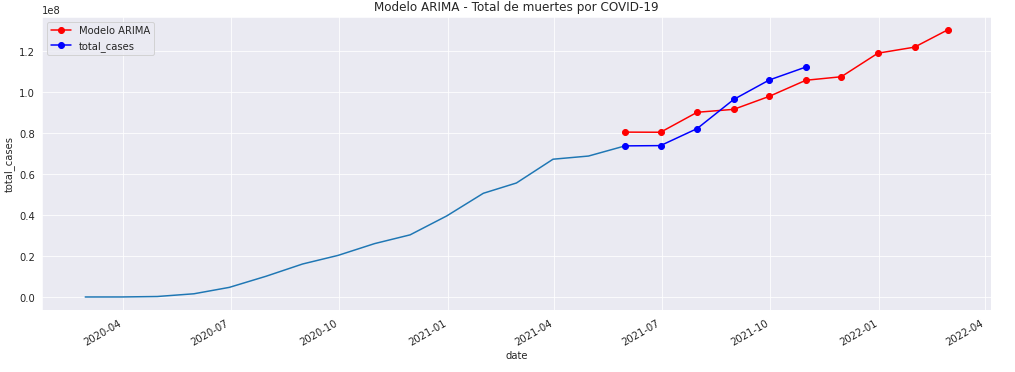 Modelo ARIMA - Total de muertes por COVID-19
1e8
Modelo ARIMA
total_cases
1.2
1.0
0.8
0.6
0.4
0.2
0.0
total_cases
2020-04
2020-07
2020-10
2021-01
2021-04
2021-07
2021-10
2022-01
2022-04
date